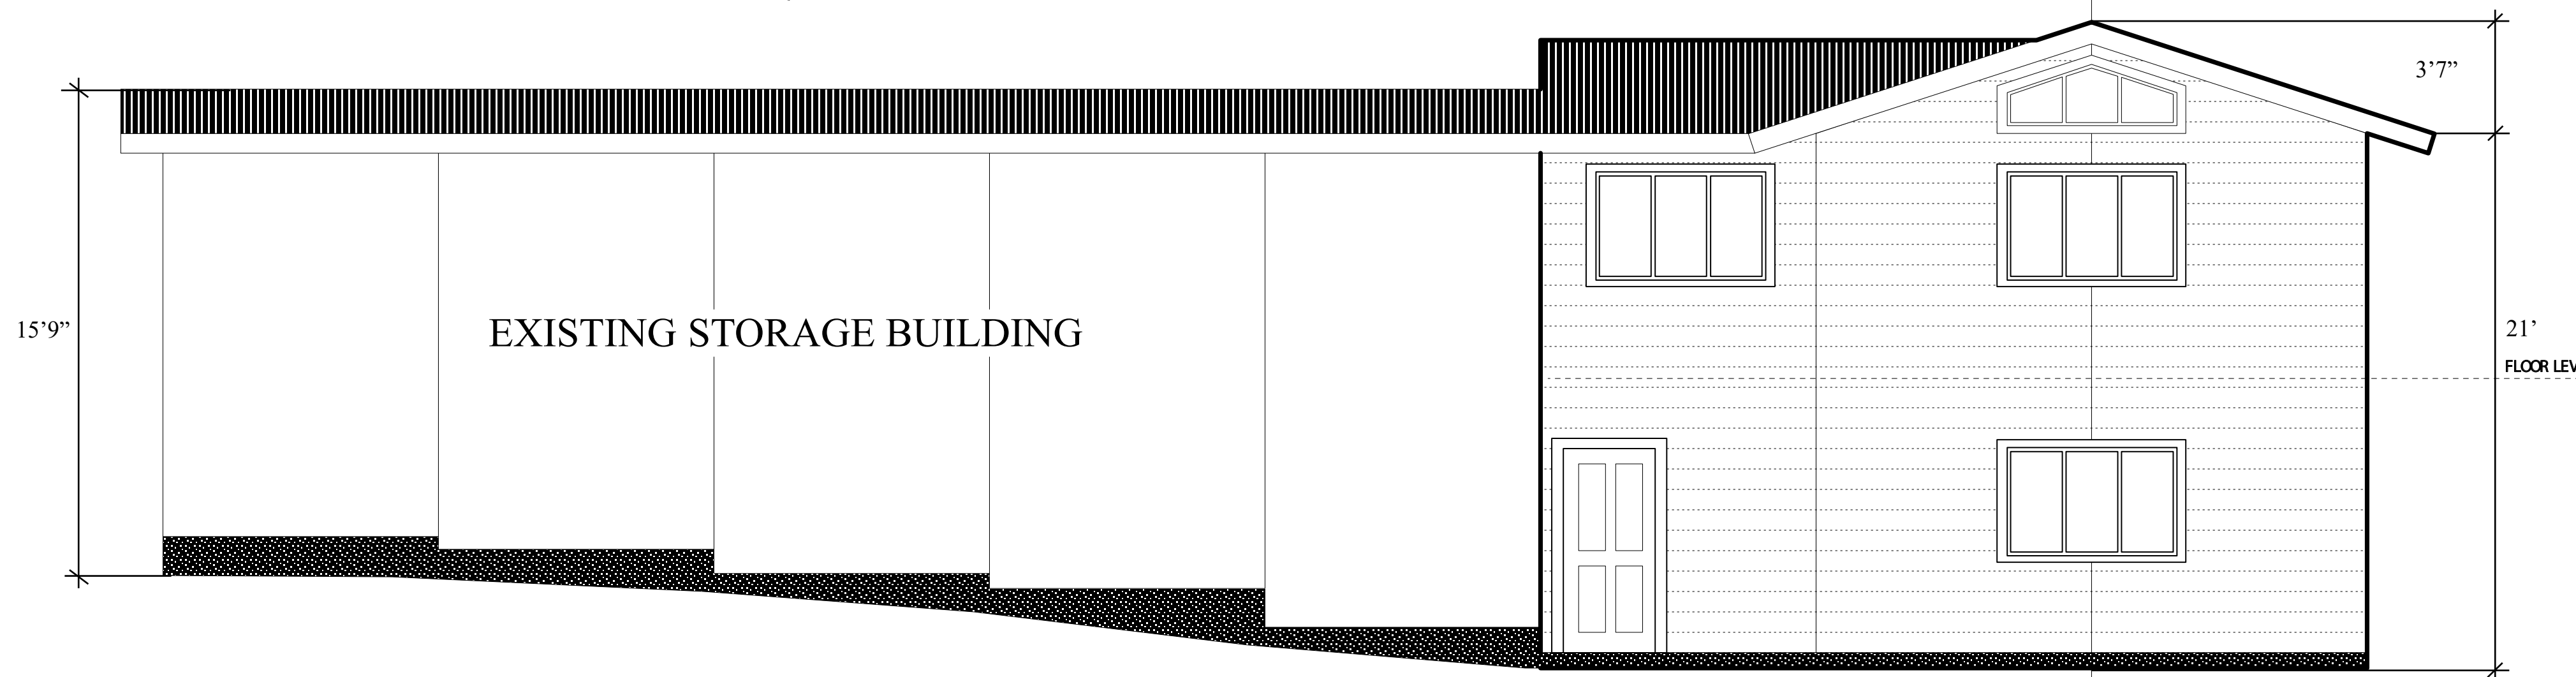 3’7”
15’9”
EXISTING STORAGE BUILDING
21’
FLOOR LEV